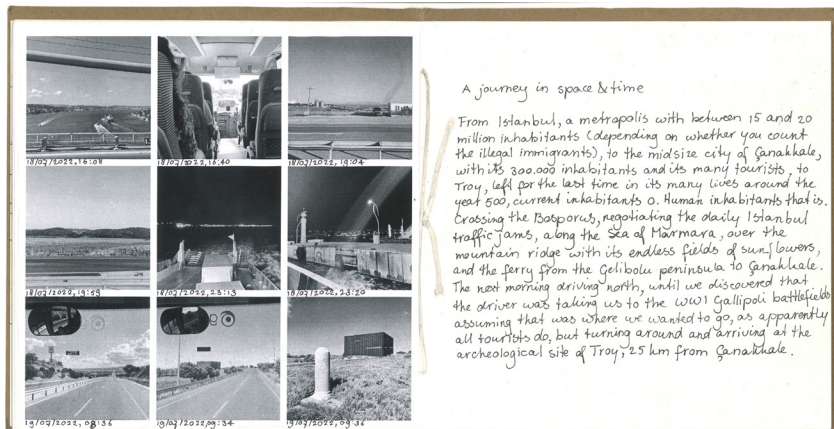 18/07/2022, 16:08
18/07/2022, 16:40
18/07/2022, 19:04
18/07/2022, 19:59
18/07/2022, 23:13
18/07/2022, 23:20
19/07/2022, 08:36
19/07/2022, 09:34
19/07/2022, 09:36
A journey in space & time
From Istanbul, a metropolis with between 15 and 20
million inhabitants (depending on whether you count
the illegal immigrants), to the midsize city of Çanakkale,
with its 300.000 inhabitants and its many tourists, to
Troy, left for the last time in its many lives around the
year 500, current inhabitants 0. Human inhabitants that is.
Crossing the Bosporus, negotiating the daily Istanbul
traffic jams, along the Sea of Marmara, over the
mountain ridge with its endless fields of sunflowers,
and the ferry from the Gelibolu peninsula to Çanakkale.
The next morning driving north, until we discovered that
the driver was taking us to the WW1 Gallipoli battlefields
assuming that was where we wanted to go, as apparently
all tourists do, but turning around and arriving at the
archeological site of Troy, 25 km from Çanakkale.